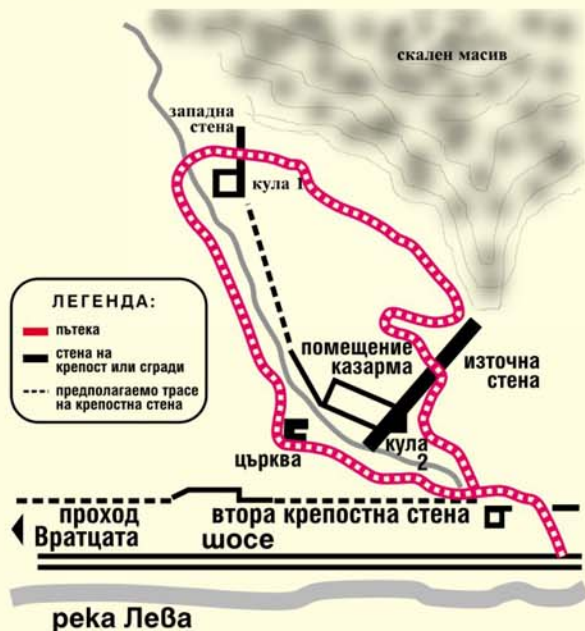 скален масив
западна
стена
кула 1
ЛЕГЕНДА:
пътека
стена на
крепост или сгради
предполагаемо трасе
на крепостна стена
помещение
казарма
източна
стена
кула
2
църква
проход
Вратцата
втора крепостна стена
шосе
река Лева